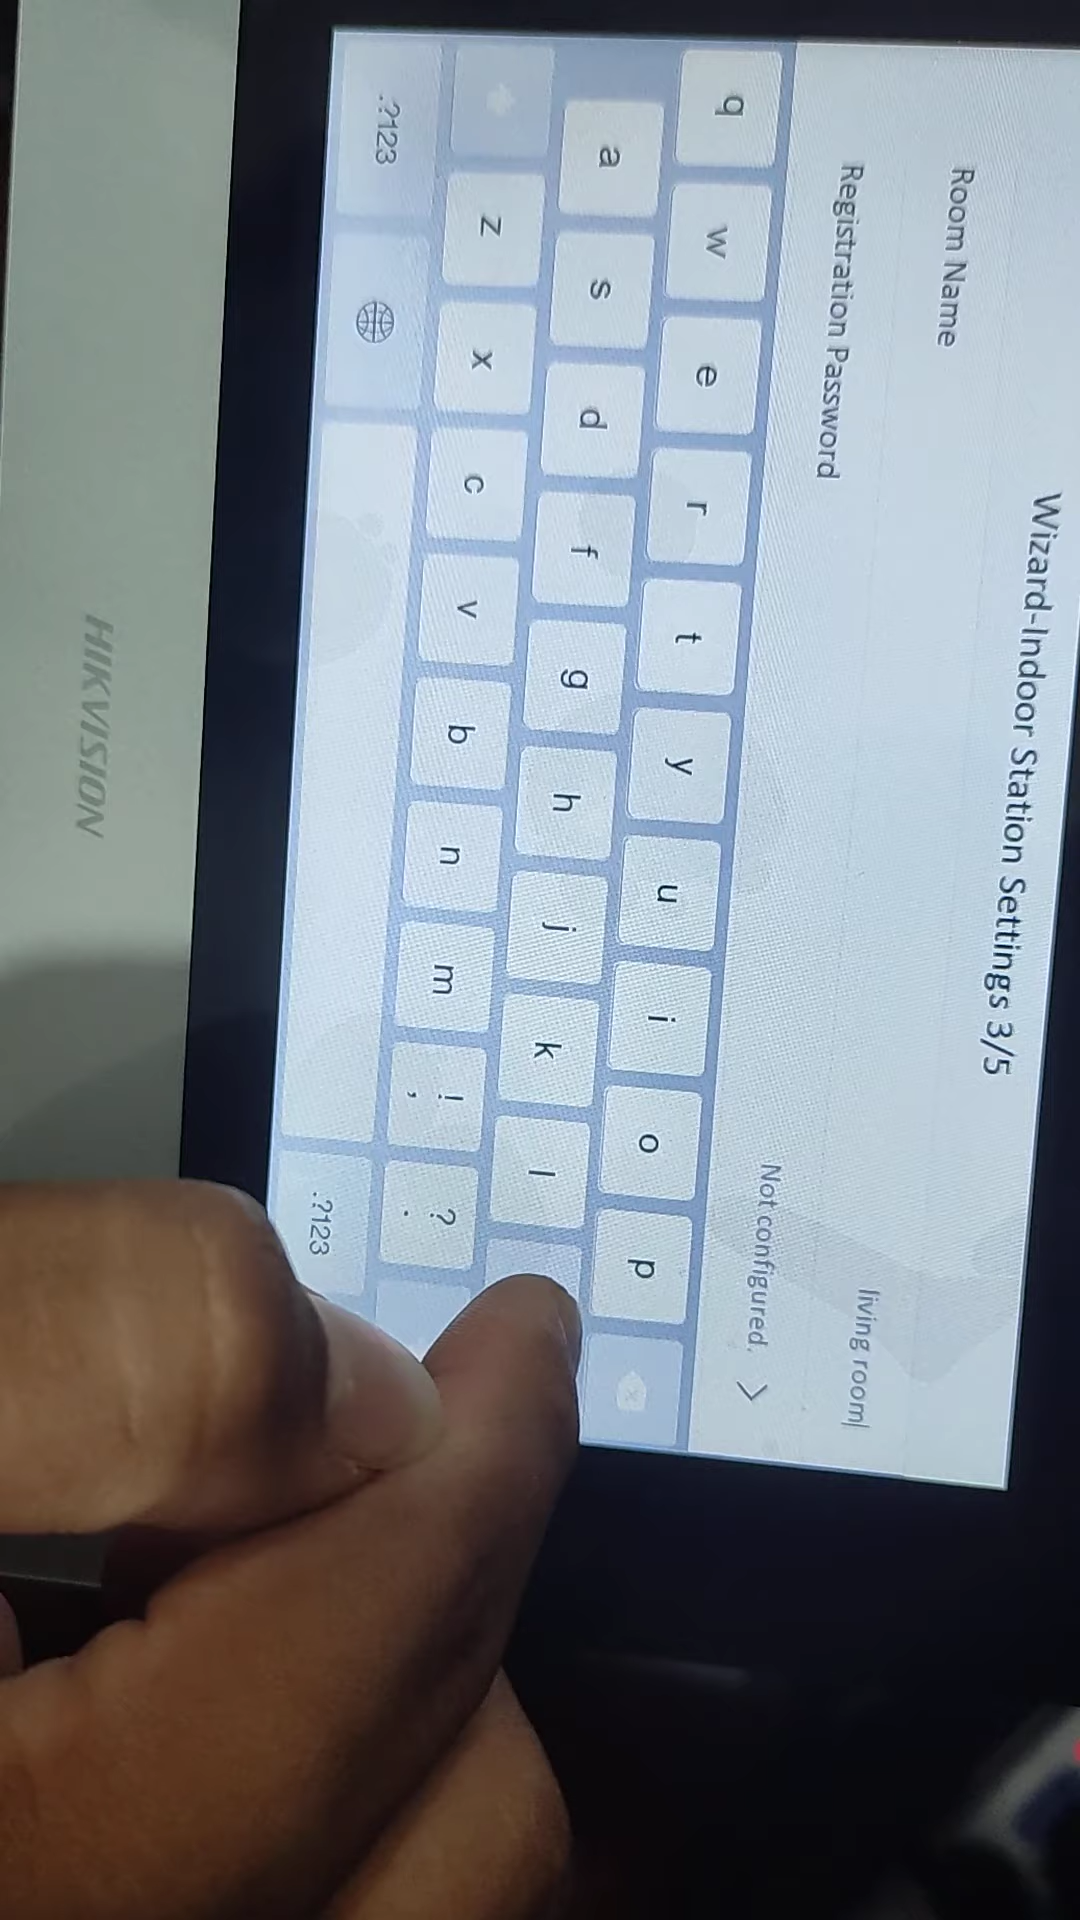 Wizard-Indoor Station Settings 3/5
Room Name living room
Registration Password Not configured.
q w e r t y u i o p
a s d f g h j k l
z x c v b n m ! , ? .
.?123 .?123
HIKVISION